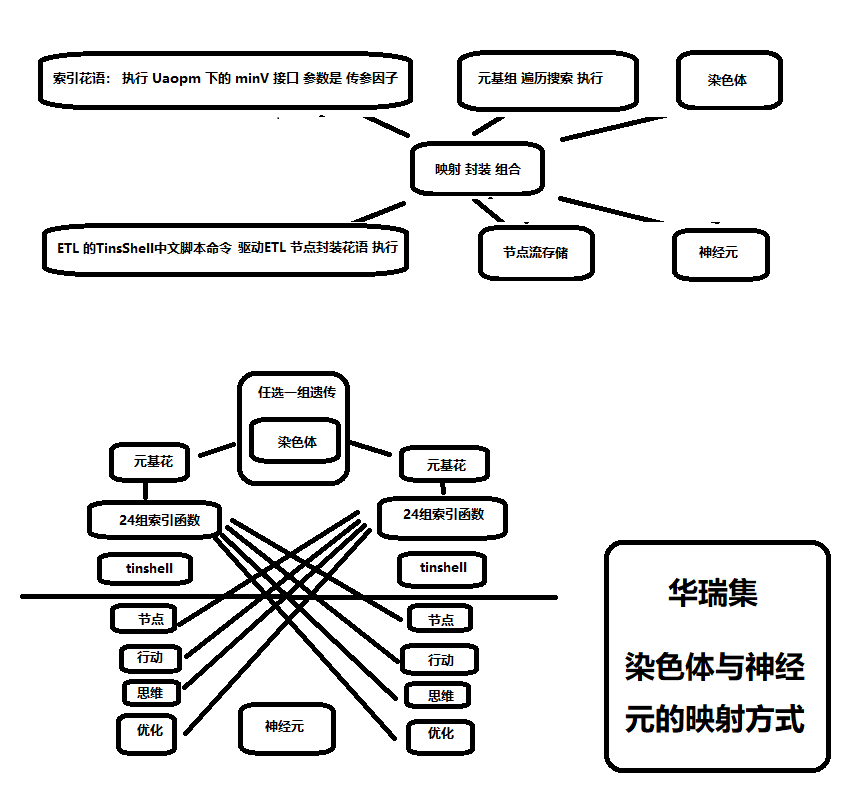 索引花语： 执行 Uaopm 下的 minV 接口 参数是 传参因子
元基组 遍历搜索 执行
染色体
映射 封装 组合
ETL 的TinsShell中文脚本命令 驱动ETL 节点封装花语 执行
节点流存储
神经元
任选一组遗传
染色体
元基花
元基花
24组索引函数
24组索引函数
tinshell
tinshell
节点
节点
行动
行动
思维
思维
优化
神经元
优化
华瑞集
染色体与神经
元的映射方式